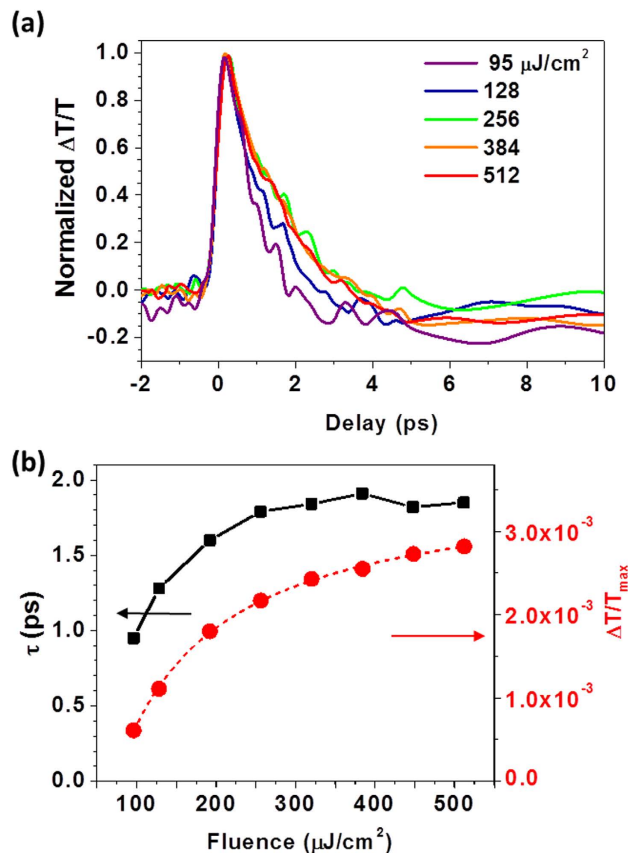 (a)
Normalized ΔT/T
1.0
0.8
0.6
0.4
0.2
0.0
-0.2
95 μJ/cm²
128
256
384
512
-2 0 2 4 6 8 10
Delay (ps)
(b)
τ (ps)
2.0
1.5
1.0
0.5
0.0
3.0x10⁻³
2.0x10⁻³
1.0x10⁻³
0.0
ΔT/Tmax
100 200 300 400 500
Fluence (μJ/cm²)